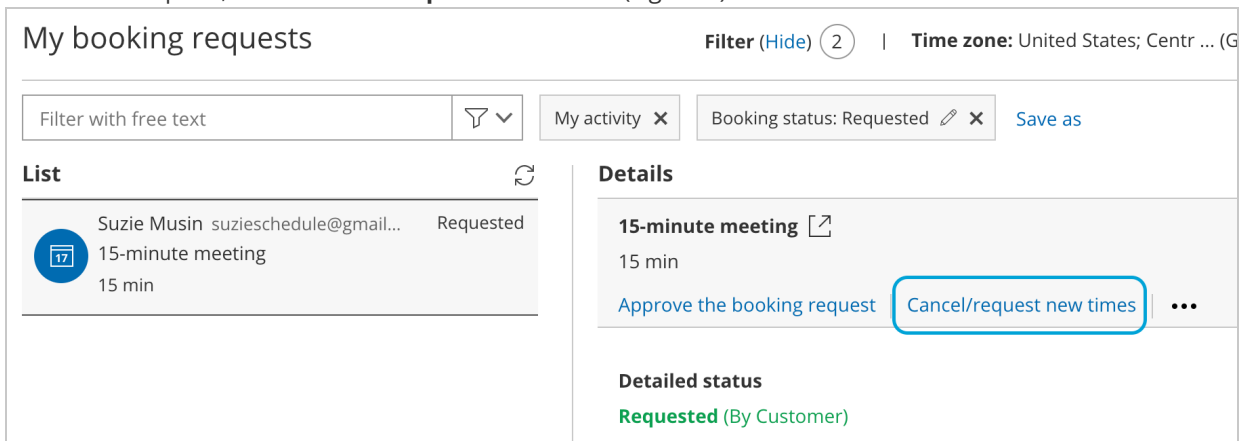 My booking requests
Filter (Hide) 2 | Time zone: United States; Centr ... (G
Filter with free text
My activity ✕
Booking status: Requested ✕
Save as
List
Details
Suzie Musin suzieschedule@gmail... Requested
15-minute meeting
15 min
17
15-minute meeting
15 min
Approve the booking request | Cancel/request new times | •••
Detailed status
Requested (By Customer)